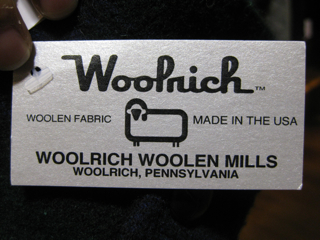 Woolrich™
WOOLEN FABRIC MADE IN THE USA
WOOLRICH WOOLEN MILLS
WOOLRICH, PENNSYLVANIA